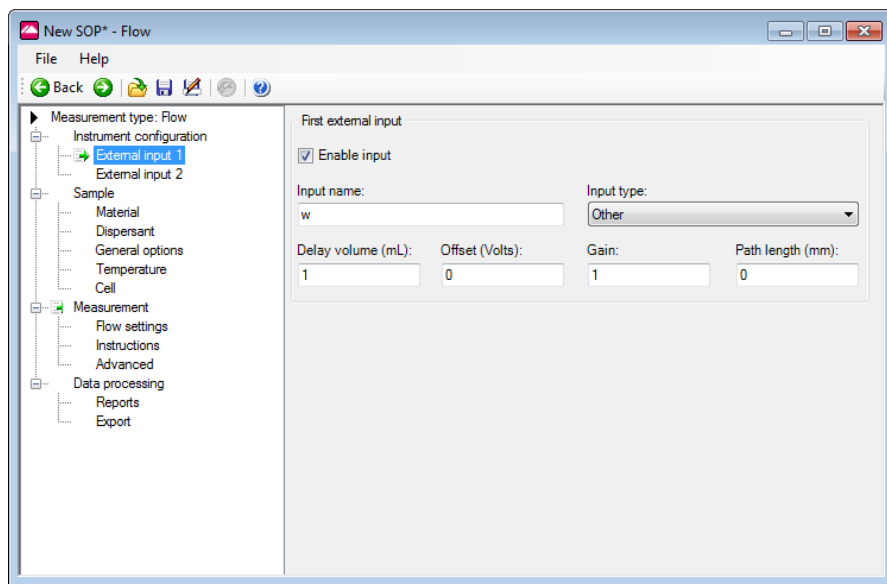 New SOP* - Flow
File Help
Back
Measurement type: Flow
Instrument configuration
External input 1
External input 2
Sample
Material
Dispersant
General options
Temperature
Cell
Measurement
Flow settings
Instructions
Advanced
Data processing
Reports
Export
First external input
Enable input
Input name: Input type:
w Other
Delay volume (mL): Offset (Volts): Gain: Path length (mm):
1 0 1 0